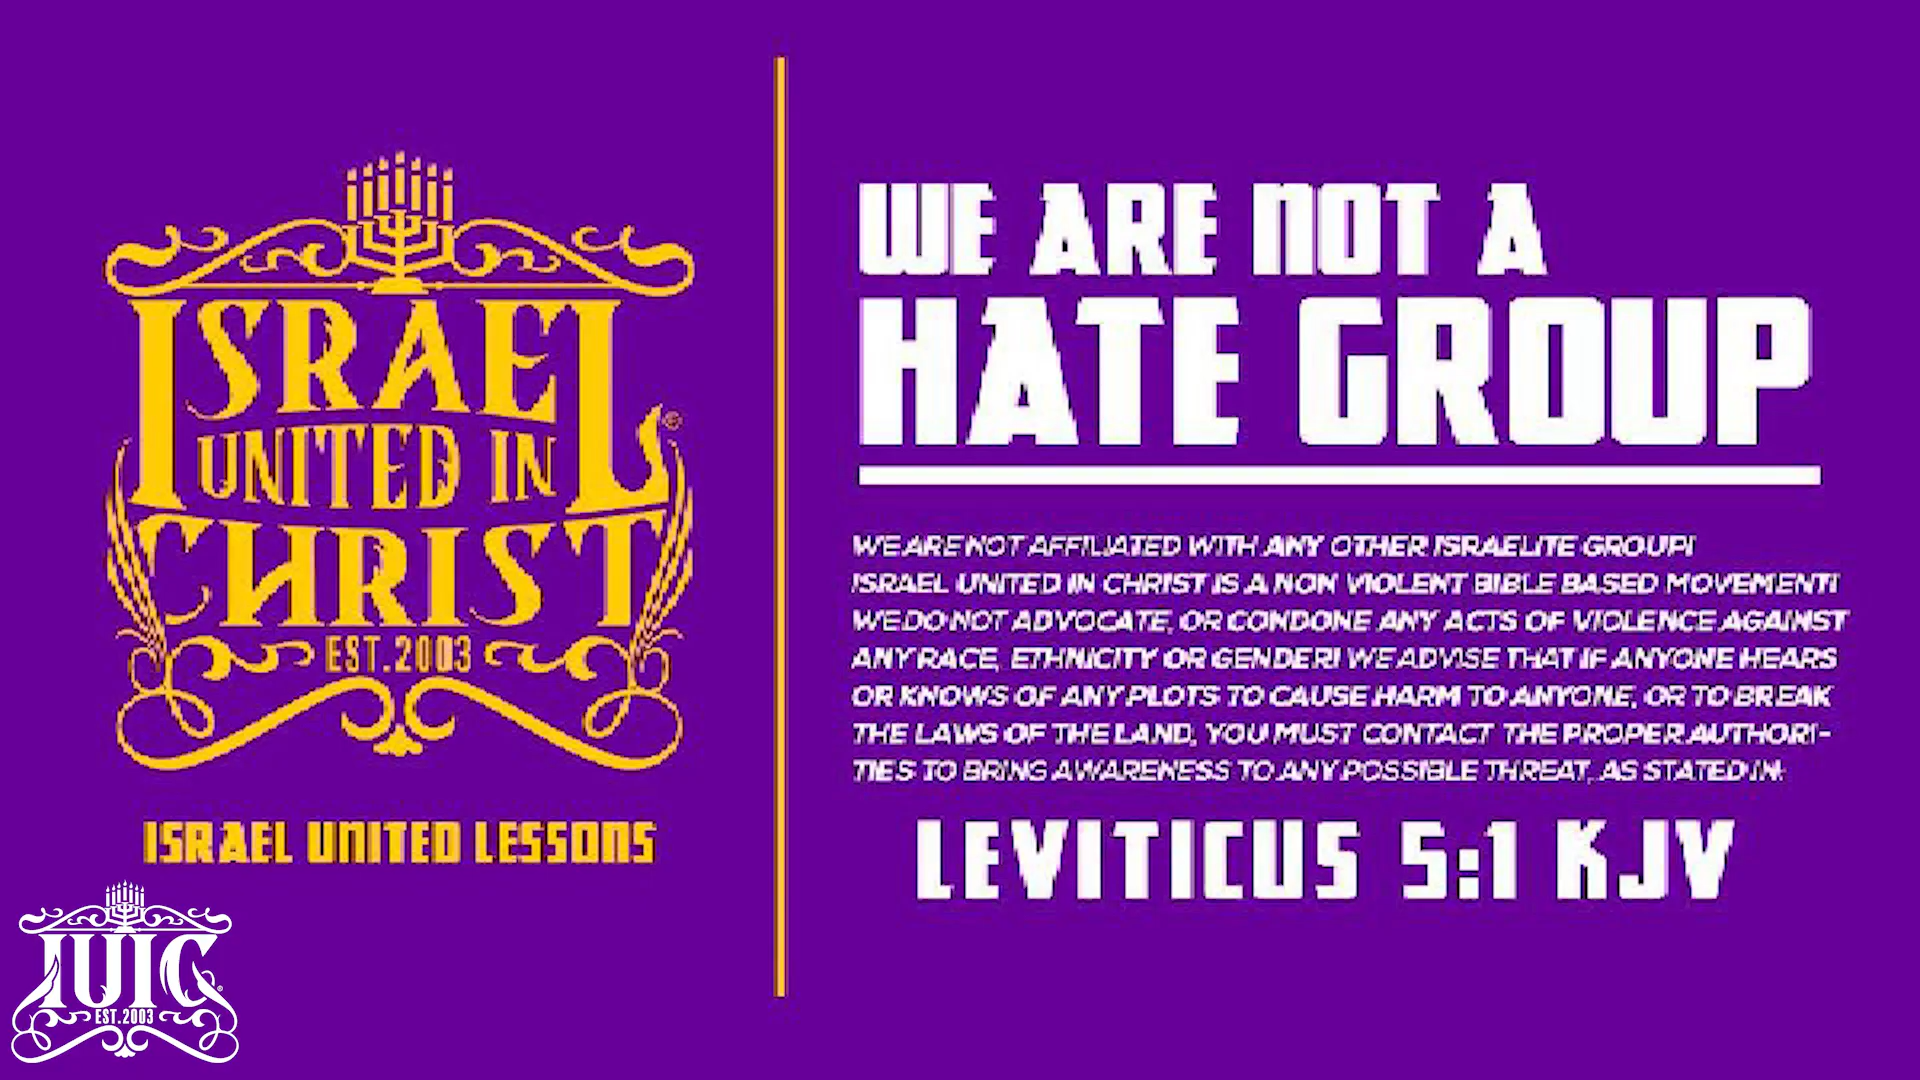 ISRAEL
UNITED IN
CHRIST
EST.2003
ISRAEL UNITED LESSONS
WE ARE NOT A
HATE GROUP
WE ARE NOT AFFILIATED WITH ANY OTHER ISRAELITE GROUP!
ISRAEL UNITED IN CHRIST IS A NON VIOLENT BIBLE BASED MOVEMENT!
WE DO NOT ADVOCATE, OR CONDONE ANY ACTS OF VIOLENCE AGAINST
ANY RACE, ETHNICITY OR GENDER! WE ADVISE THAT IF ANYONE HEARS
OR KNOWS OF ANY PLOTS TO CAUSE HARM TO ANYONE, OR TO BREAK
THE LAWS OF THE LAND, YOU MUST CONTACT THE PROPER AUTHORI-
TIES TO BRING AWARENESS TO ANY POSSIBLE THREAT, AS STATED IN:
LEVITICUS 5:1 KJV
IUIC
EST.2003